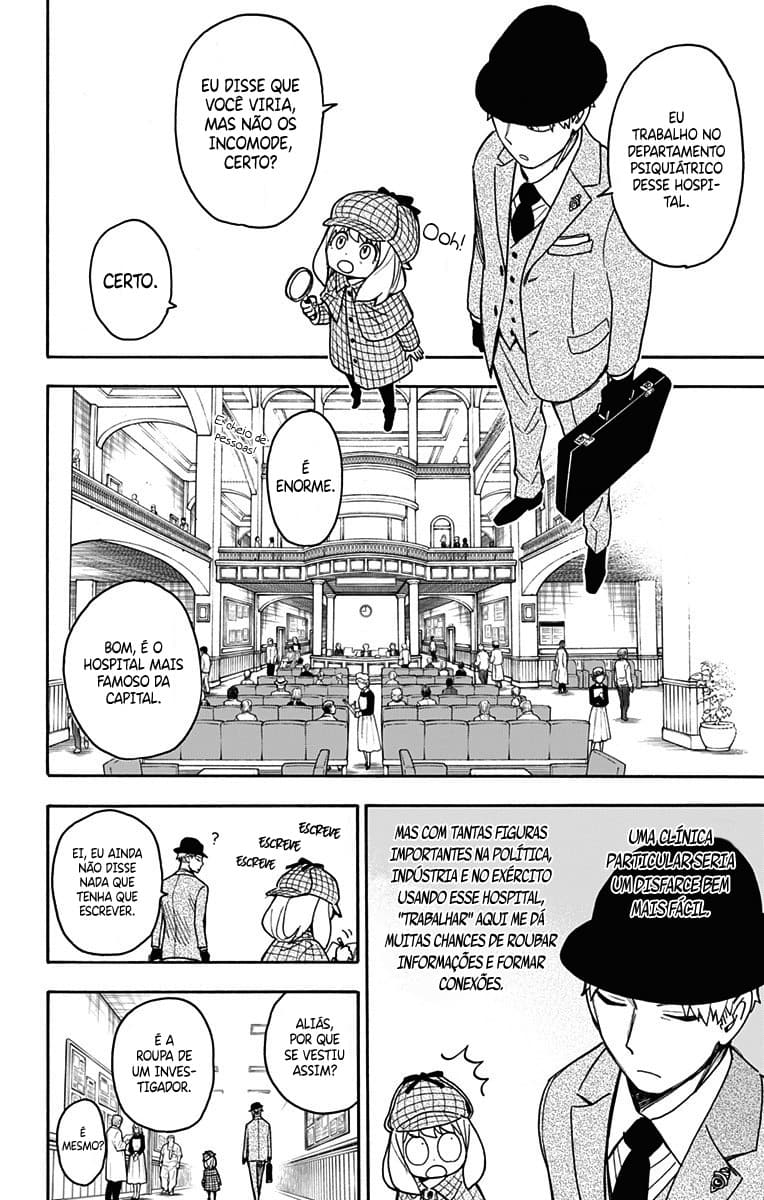 EU
TRABALHO NO
DEPARTAMENTO
PSIQUIÁTRICO
DESSE HOSPI-
TAL.
EU DISSE QUE
VOCÊ VIRIA,
MAS NÃO OS
INCOMODE,
CERTO?
Ooh!
CERTO.
É
ENORME.
E cheio de
pessoas!
BOM, É O
HOSPITAL MAIS
FAMOSO DA
CAPITAL.
UMA CLÍNICA
PARTICULAR SERIA
UM DISFARCE BEM
MAIS FÁCIL.
MAS COM TANTAS FIGURAS
IMPORTANTES NA POLÍTICA,
INDÚSTRIA E NO EXÉRCITO
USANDO ESSE HOSPITAL,
"TRABALHAR" AQUI ME DÁ
MUITAS CHANCES DE ROUBAR
INFORMAÇÕES E FORMAR
CONEXÕES.
ESCREVE
ESCREVE
ESCREVE
?
EI, EU AINDA
NÃO DISSE
NADA QUE
TENHA QUE
ESCREVER.
ALIÁS,
POR QUE
SE VESTIU
ASSIM?
É A
ROUPA DE
UM INVES-
TIGADOR.
É
MESMO?